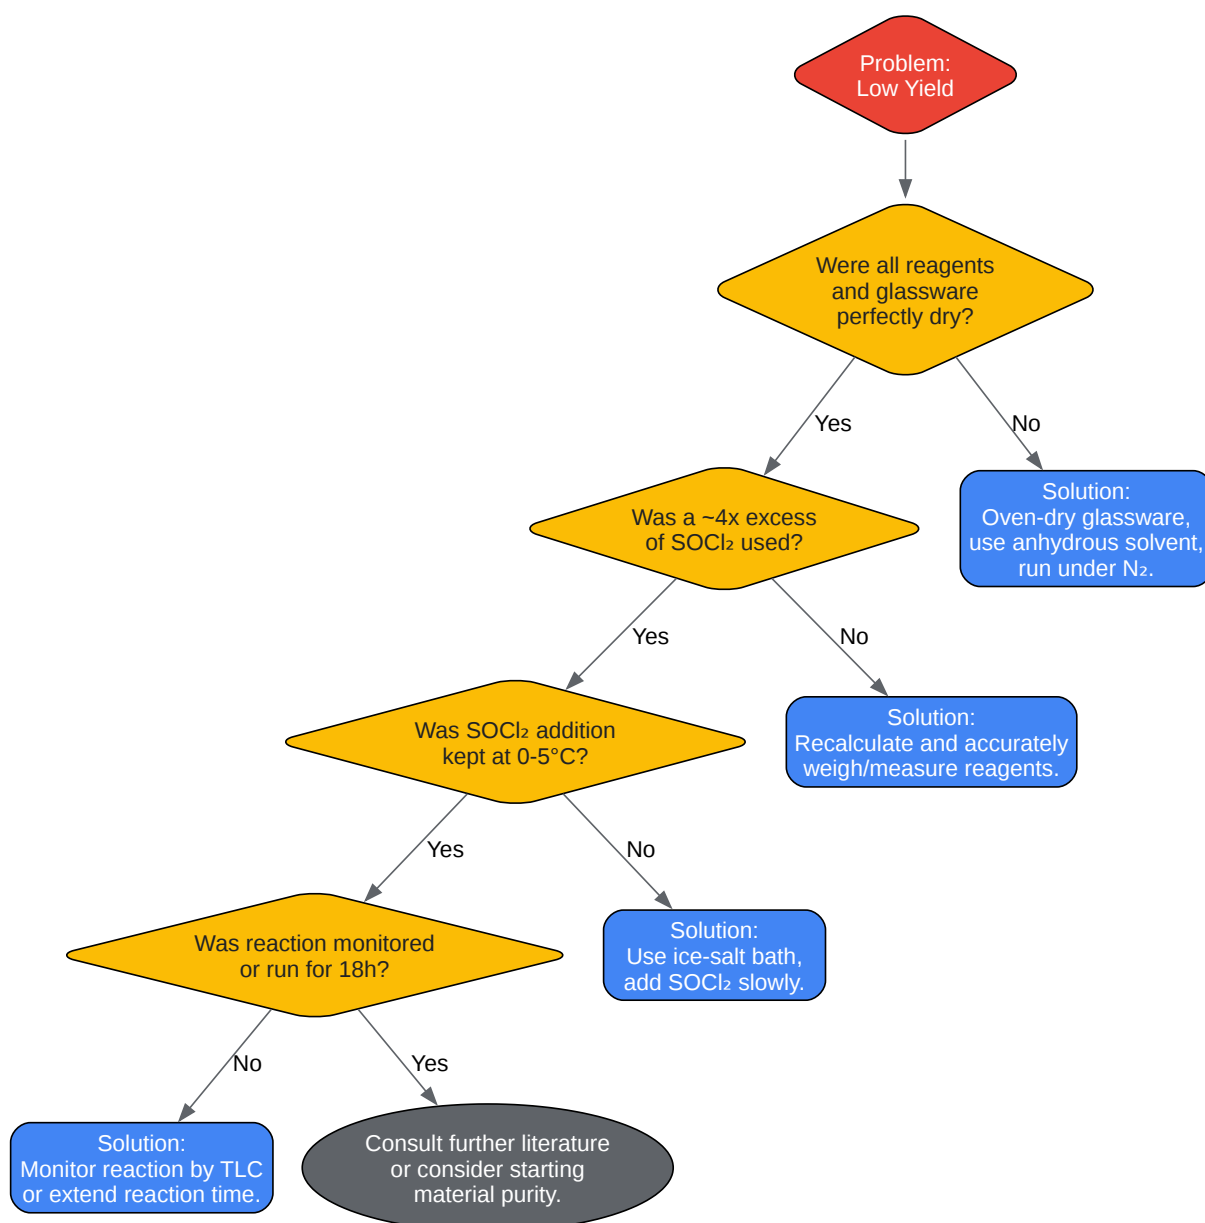 Problem:
Low Yield
Were all reagents
and glassware
perfectly dry?
Yes
No
Was a ~4x excess
of SOCl₂ used?
Solution:
Oven-dry glassware,
use anhydrous solvent,
run under N₂.
Yes
No
Was SOCl₂ addition
kept at 0-5°C?
Solution:
Recalculate and accurately
weigh/measure reagents.
Yes
No
Was reaction monitored
or run for 18h?
Solution:
Use ice-salt bath,
add SOCl₂ slowly.
No
Yes
Solution:
Monitor reaction by TLC
or extend reaction time.
Consult further literature
or consider starting
material purity.